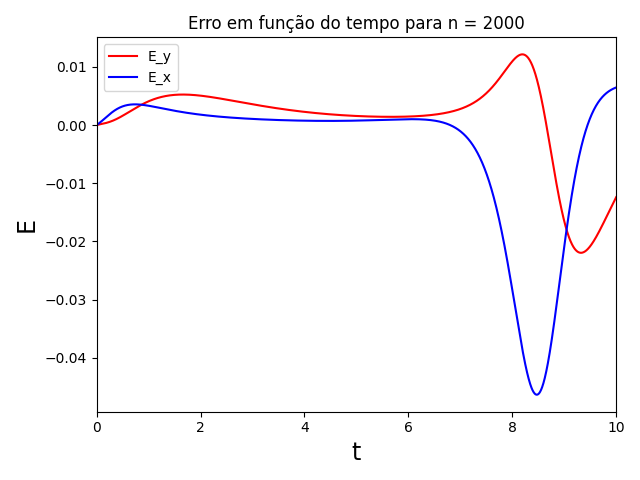 Erro em função do tempo para n = 2000
E_y
E_x
0.01
0.00
−0.01
−0.02
−0.03
−0.04
E
0 2 4 6 8 10
t